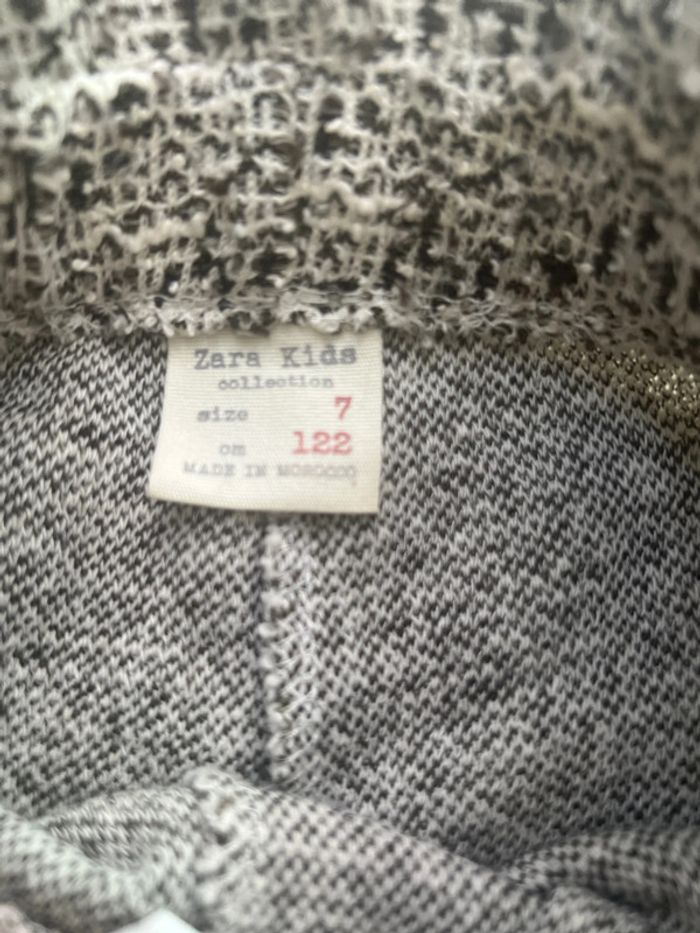 Zara Kids
collection
size 7
cm 122
MADE IN MOROCCO